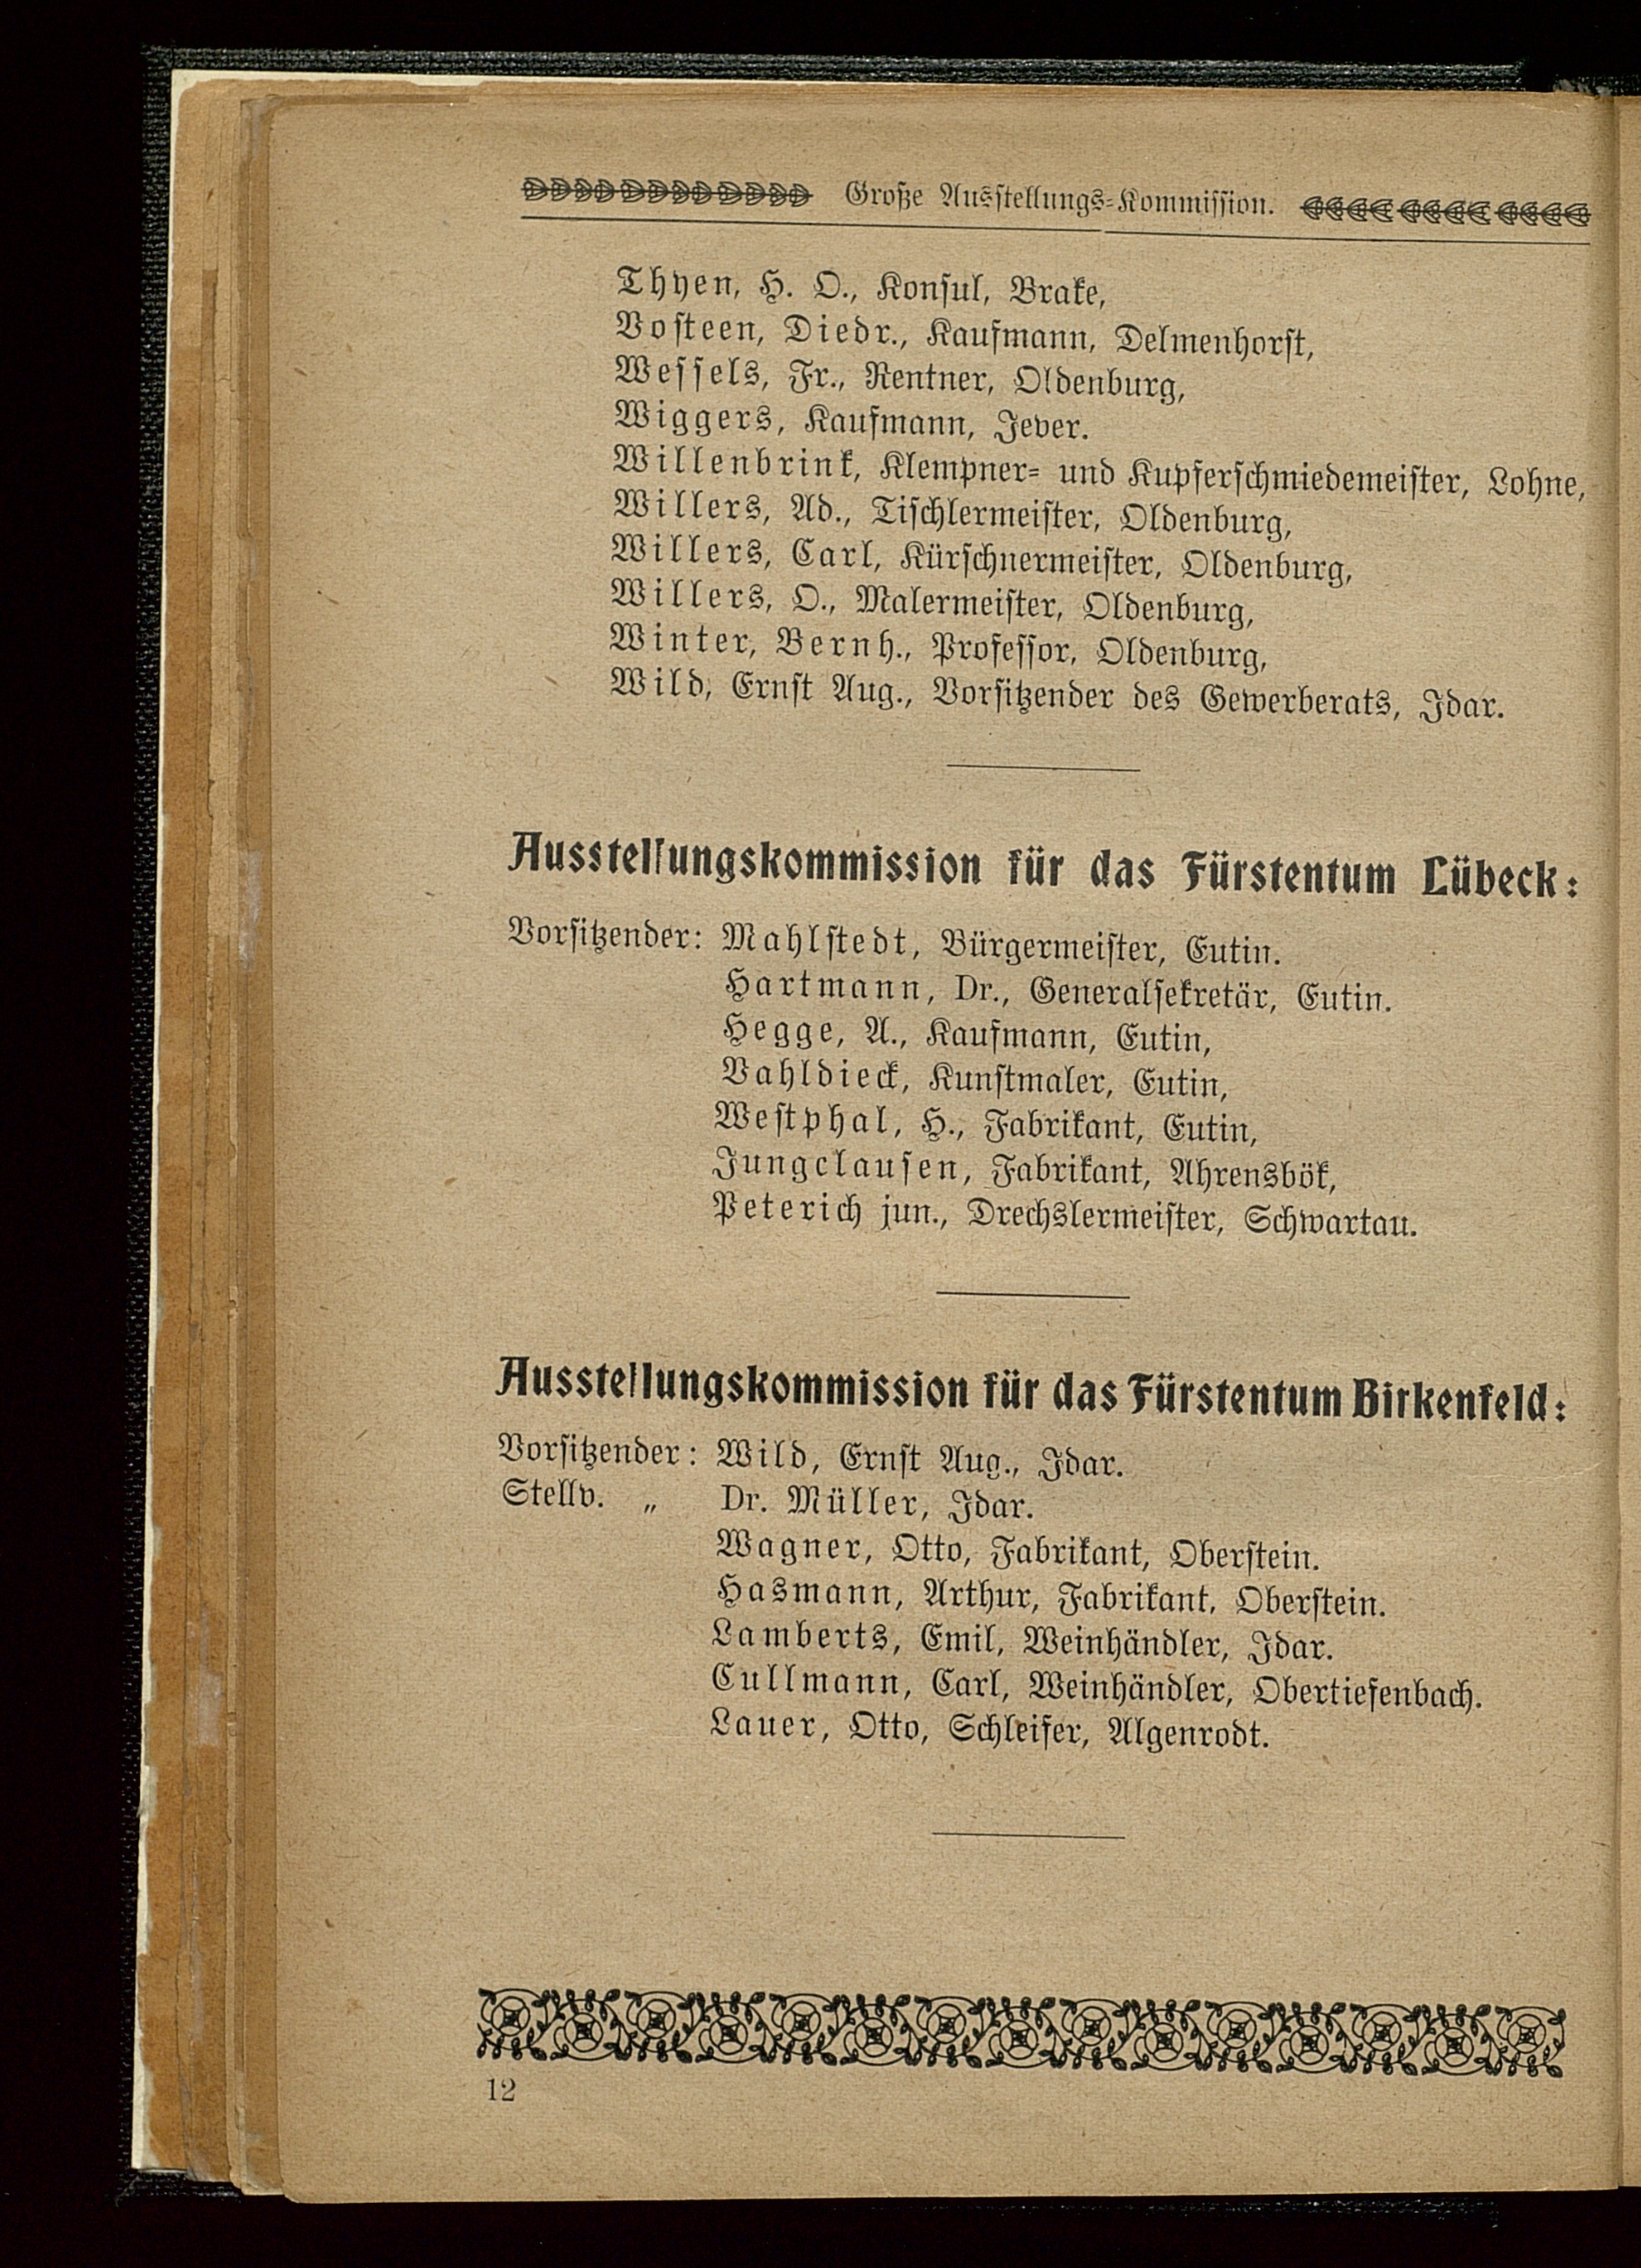 Große Ausstellungs-Kommission.
Thyen, H. O., Konsul, Brake,
Vosteen, Diedr., Kaufmann, Delmenhorst,
Wessels, Fr., Rentner, Oldenburg,
Wiggers, Kaufmann, Jever.
Willenbrink, Klempner- und Kupferschmiedemeister, Lohne,
Willers, Ad., Tischlermeister, Oldenburg,
Willers, Carl, Kürschnermeister, Oldenburg,
Willers, O., Malermeister, Oldenburg,
Winter, Bernh., Professor, Oldenburg,
Wild, Ernst Aug., Vorsitzender des Gewerberats, Idar.
Ausstellungskommission für das Fürstentum Lübeck:
Vorsitzender: Mahlstedt, Bürgermeister, Eutin.
Hartmann, Dr., Generalsekretär, Eutin.
Hegge, A., Kaufmann, Eutin,
Vahldieck, Kunstmaler, Eutin,
Westphal, H., Fabrikant, Eutin,
Jungclausen, Fabrikant, Ahrensbök,
Peterich jun., Drechslermeister, Schwartau.
Ausstellungskommission für das Fürstentum Birkenfeld:
Vorsitzender: Wild, Ernst Aug., Idar.
Stellv. „ Dr. Müller, Idar.
Wagner, Otto, Fabrikant, Oberstein.
Hasmann, Arthur, Fabrikant, Oberstein.
Lamberts, Emil, Weinhändler, Idar.
Cullmann, Carl, Weinhändler, Obertiefenbach.
Lauer, Otto, Schleifer, Algenrodt.
12